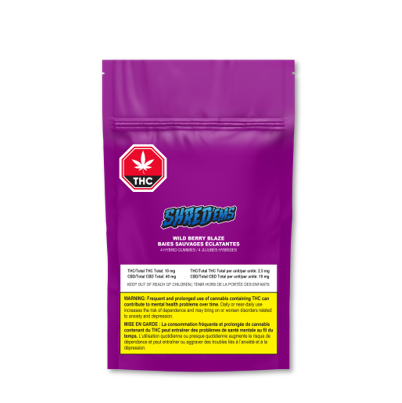 THC
SHRED'EMS
WILD BERRY BLAZE
BAIES SAUVAGES ÉCLATANTES
4 HYBRID GUMMIES / 4 JUJUBES HYBRIDES
THC/Total THC Total: 10 mg THC/Total THC Total per unit/par unité: 2.5 mg
CBD/Total CBD Total: 40 mg CBD/Total CBD Total per unit/par unité: 10 mg
KEEP OUT OF REACH OF CHILDREN / TENIR HORS DE LA PORTÉE DES ENFANTS
WARNING: Frequent and prolonged use of cannabis containing THC can
contribute to mental health problems over time. Daily or near-daily use
increases the risk of dependence and may bring on or worsen disorders related
to anxiety and depression.
MISE EN GARDE : La consommation fréquente et prolongée de cannabis
contenant du THC peut entraîner des problèmes de santé mentale au fil du
temps. L'utilisation quotidienne ou presque quotidienne augmente le risque de
dépendance et peut entraîner ou aggraver des troubles liés à l'anxiété et à la
dépression.